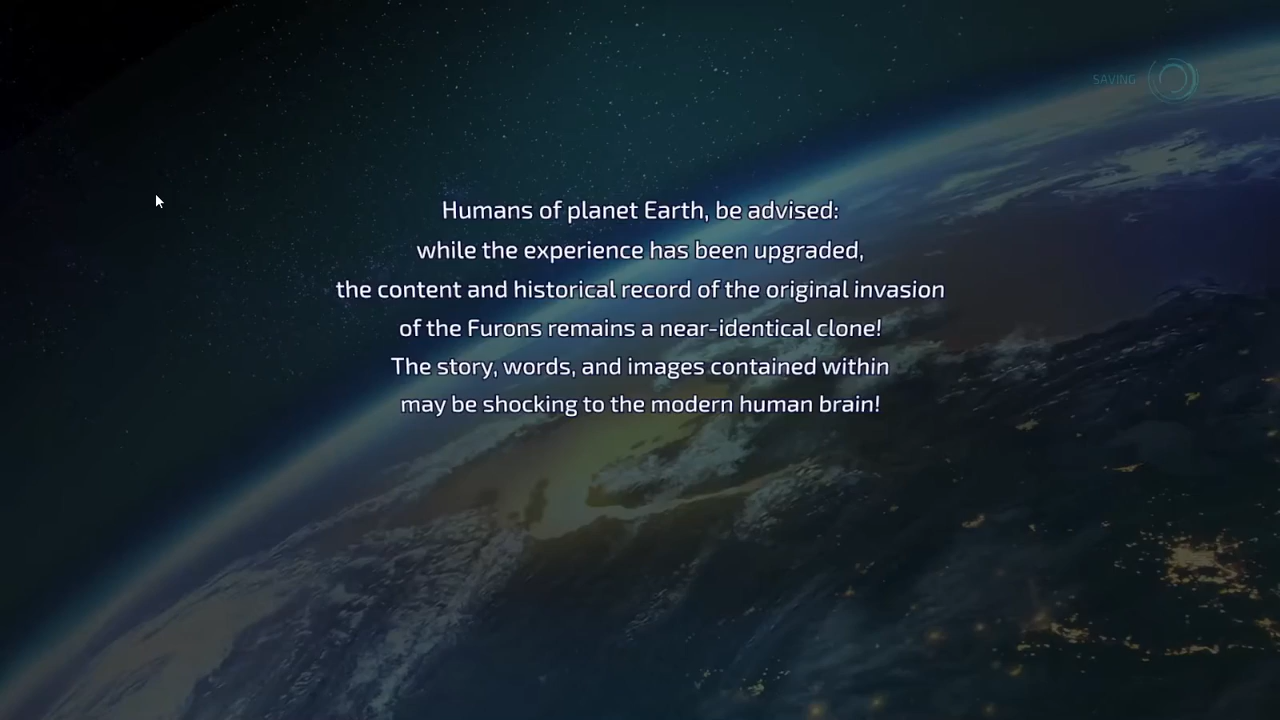 SAVING
Humans of planet Earth, be advised:
while the experience has been upgraded,
the content and historical record of the original invasion
of the Furons remains a near-identical clone!
The story, words, and images contained within
may be shocking to the modern human brain!